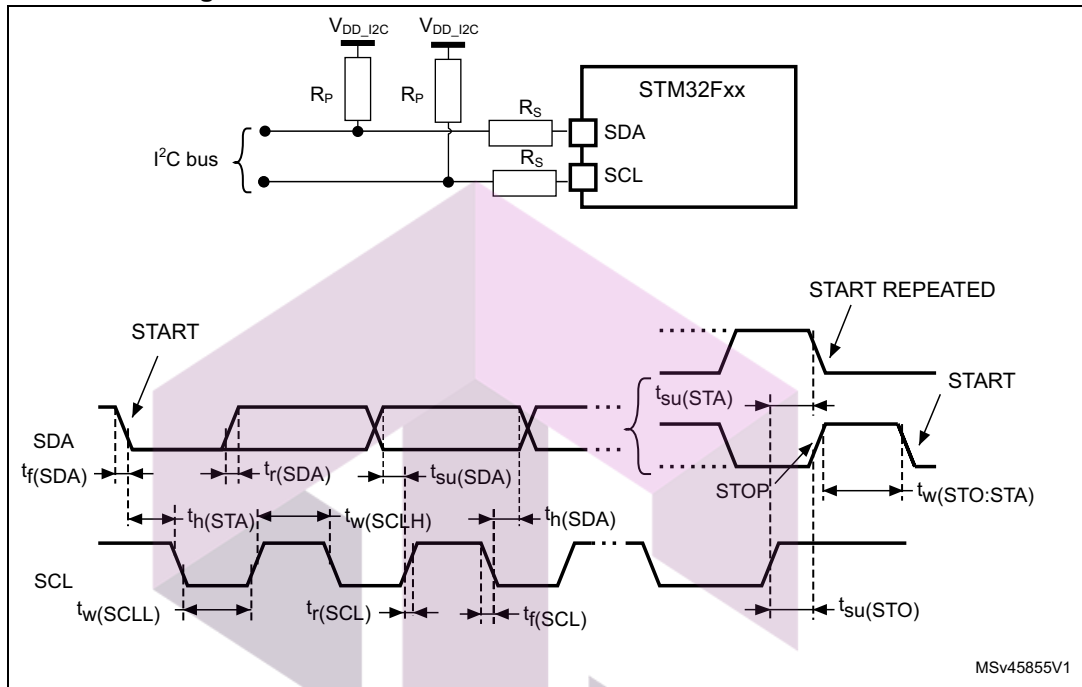 VDD_I2C VDD_I2C
STM32Fxx
RP RP
RS
SDA
I²C bus
RS
SCL
START REPEATED
START
START
tsu(STA)
SDA
tf(SDA) tr(SDA) tsu(SDA)
STOP
tw(STO:STA)
th(STA) tw(SCLH) th(SDA)
SCL
tw(SCLL) tr(SCL) tf(SCL) tsu(STO)
MSv45855V1